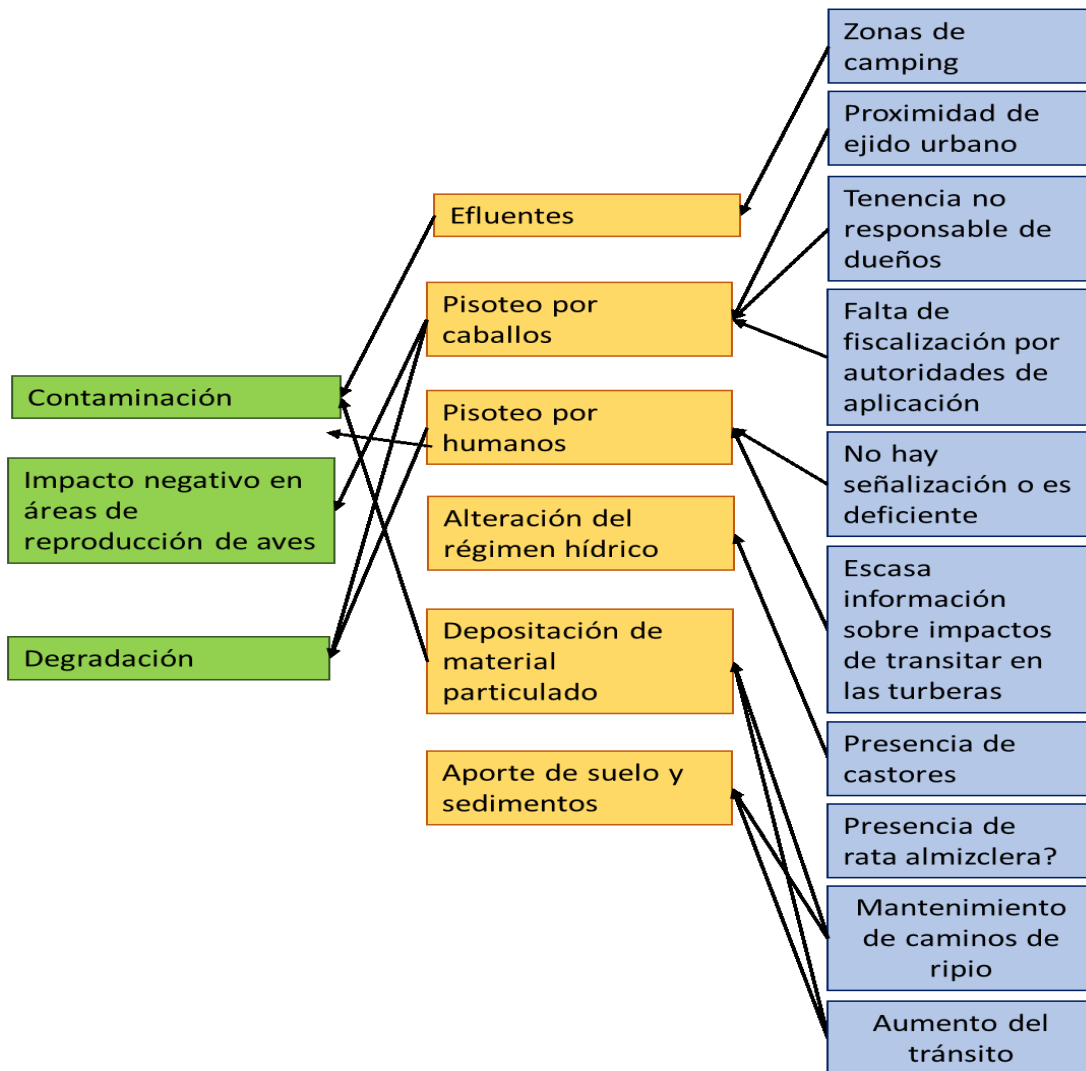 Contaminación
Impacto negativo en
áreas de
reproducción de aves
Degradación
Efluentes
Pisoteo por
caballos
Pisoteo por
humanos
Alteración del
régimen hídrico
Depositación de
material
particulado
Aporte de suelo y
sedimentos
Zonas de
camping
Proximidad de
ejido urbano
Tenencia no
responsable de
dueños
Falta de
fiscalización por
autoridades de
aplicación
No hay
señalización o es
deficiente
Escasa
información
sobre impactos
de transitar en
las turberas
Presencia de
castores
Presencia de
rata almizclera?
Mantenimiento
de caminos de
ripio
Aumento del
tránsito